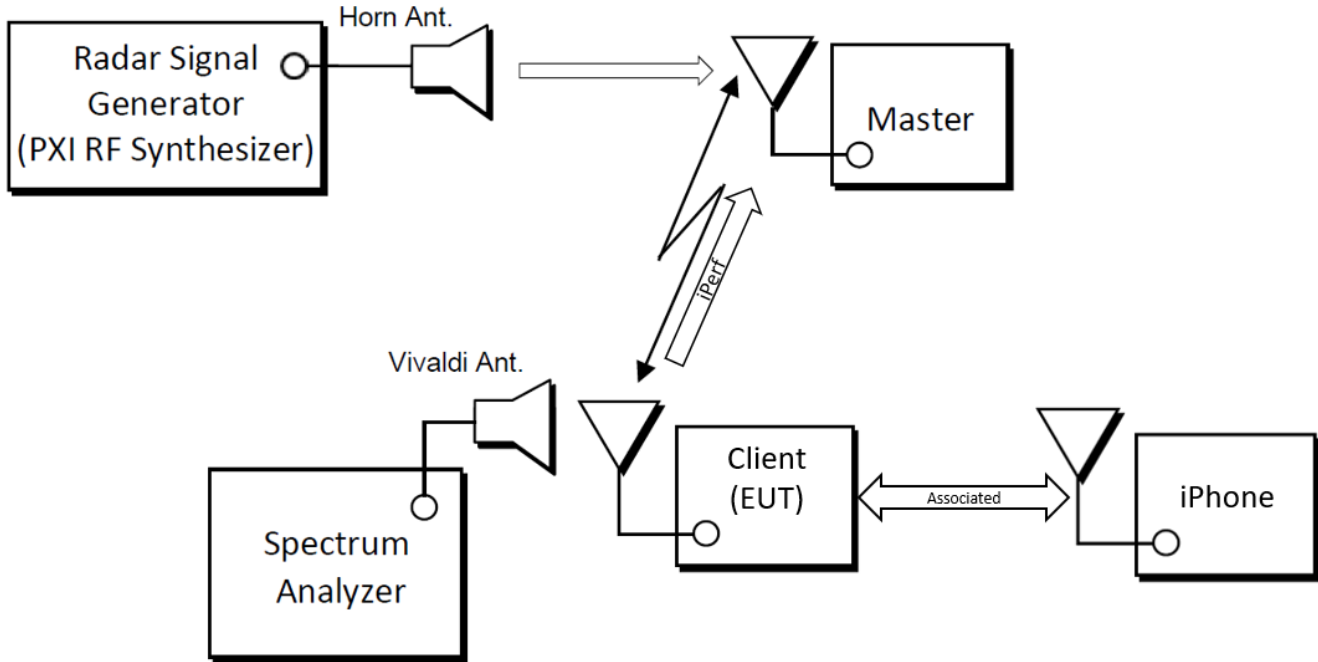 Horn Ant.
Radar Signal
Generator
(PXI RF Synthesizer)
Master
iPerf
Vivaldi Ant.
Client
(EUT)
Associated
iPhone
Spectrum
Analyzer